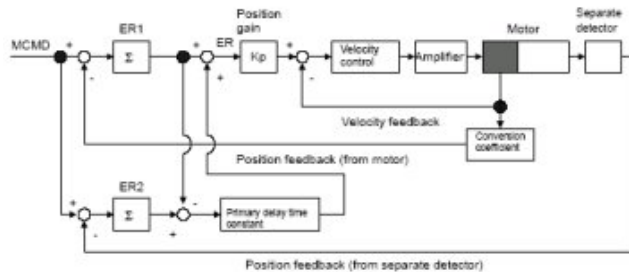 ER1
Position gain
Motor
Separate detector
MCMD
+
-
Σ
+
+
ER
Kp
+
-
Velocity control
Amplifier
Velocity feedback
Conversion coefficient
Position feedback (from motor)
ER2
+
-
Σ
-
+
Primary delay time constant
Position feedback (from separate detector)